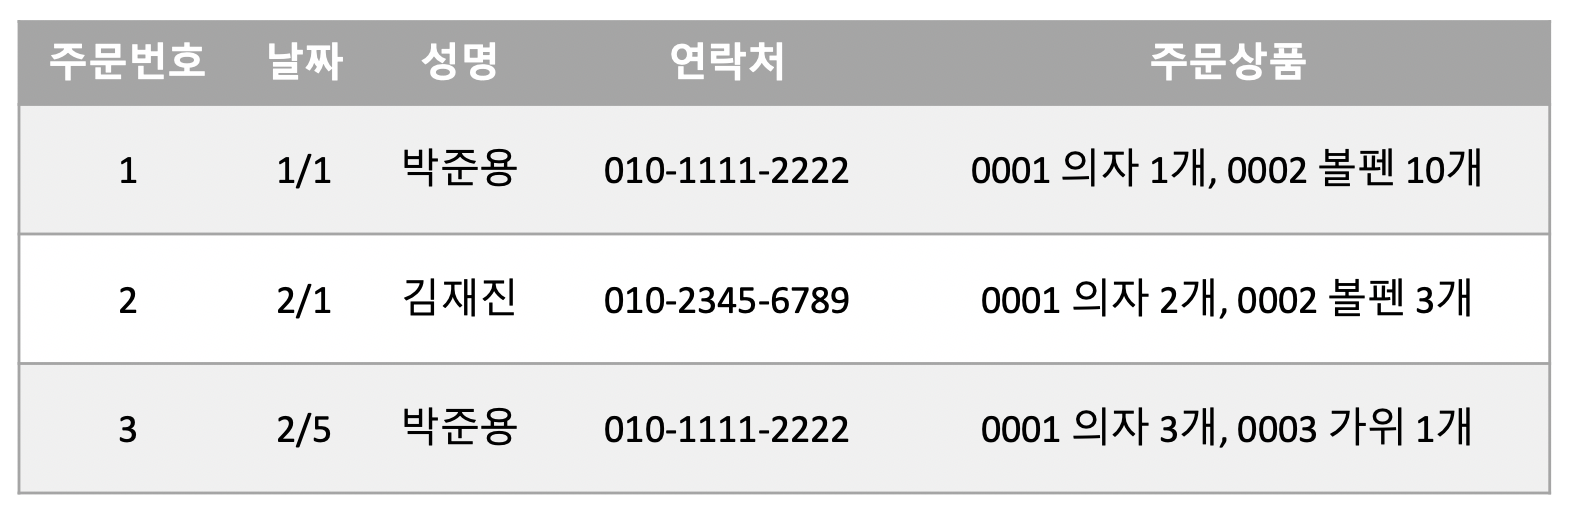 주문번호 날짜 성명 연락처 주문상품
1 1/1 박준용 010-1111-2222 0001 의자 1개, 0002 볼펜 10개
2 2/1 김재진 010-2345-6789 0001 의자 2개, 0002 볼펜 3개
3 2/5 박준용 010-1111-2222 0001 의자 3개, 0003 가위 1개